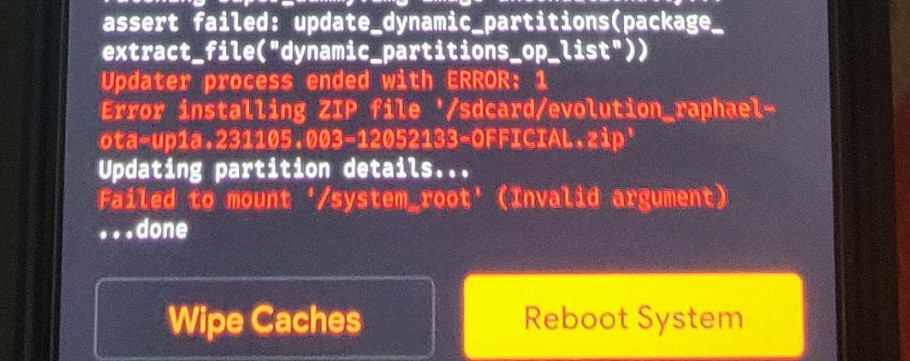 assert failed: update_dynamic_partitions(package_
extract_file("dynamic_partitions_op_list"))
Updater process ended with ERROR: 1
Error installing ZIP file '/sdcard/evolution_raphael-
ota-up1a.231105.003-12052133-OFFICIAL.zip'
Updating partition details...
Failed to mount '/system_root' (Invalid argument)
...done
Wipe Caches
Reboot System